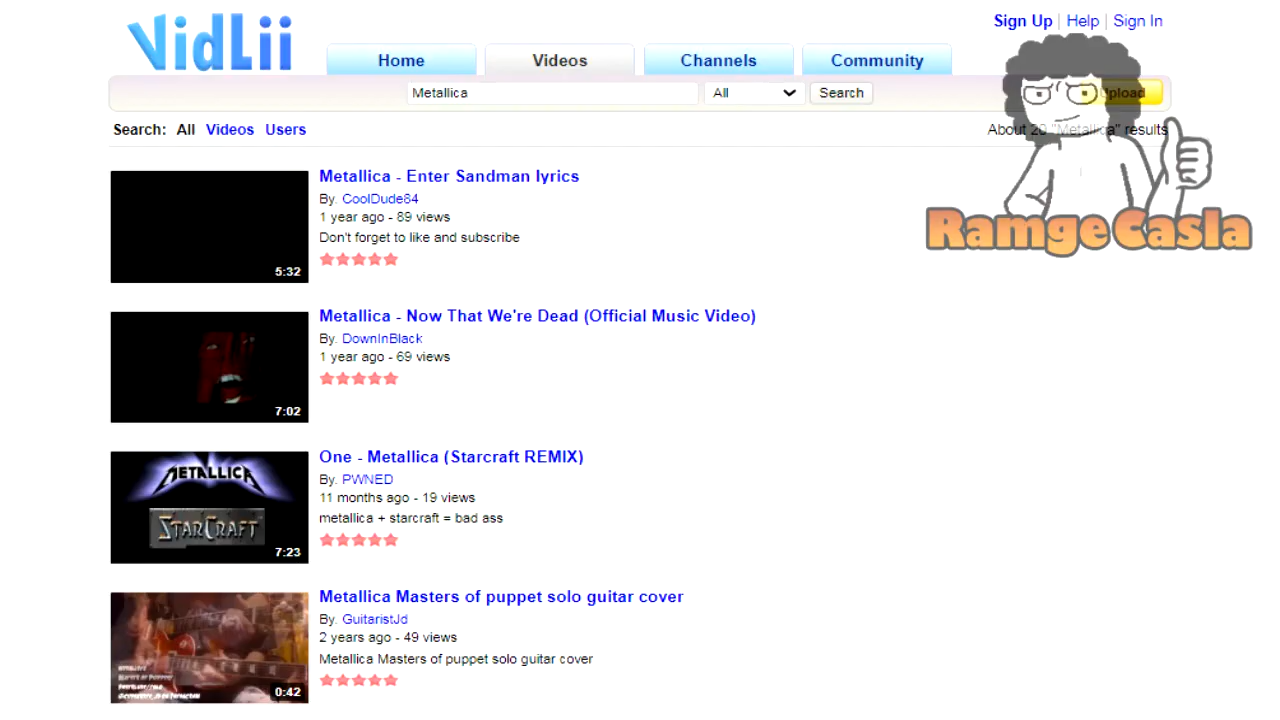 VidLii
Sign Up | Help | Sign In
Home
Videos
Channels
Community
Metallica
All
Search
Upload
Search: All Videos Users
About 20 "Metallica" results
Ramge Casla
Metallica - Enter Sandman lyrics
By. CoolDude84
1 year ago - 89 views
Don't forget to like and subscribe
5:32
Metallica - Now That We're Dead (Official Music Video)
By. DownInBlack
1 year ago - 69 views
7:02
METALLICA
STARCRAFT
7:23
One - Metallica (Starcraft REMIX)
By. PWNED
11 months ago - 19 views
metallica + starcraft = bad ass
Metallica Masters of puppet solo guitar cover
By. GuitaristJd
2 years ago - 49 views
Metallica Masters of puppet solo guitar cover
0:42